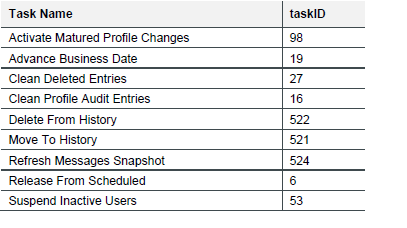 Task Name taskID
Activate Matured Profile Changes 98
Advance Business Date 19
Clean Deleted Entries 27
Clean Profile Audit Entries 16
Delete From History 522
Move To History 521
Refresh Messages Snapshot 524
Release From Scheduled 6
Suspend Inactive Users 53